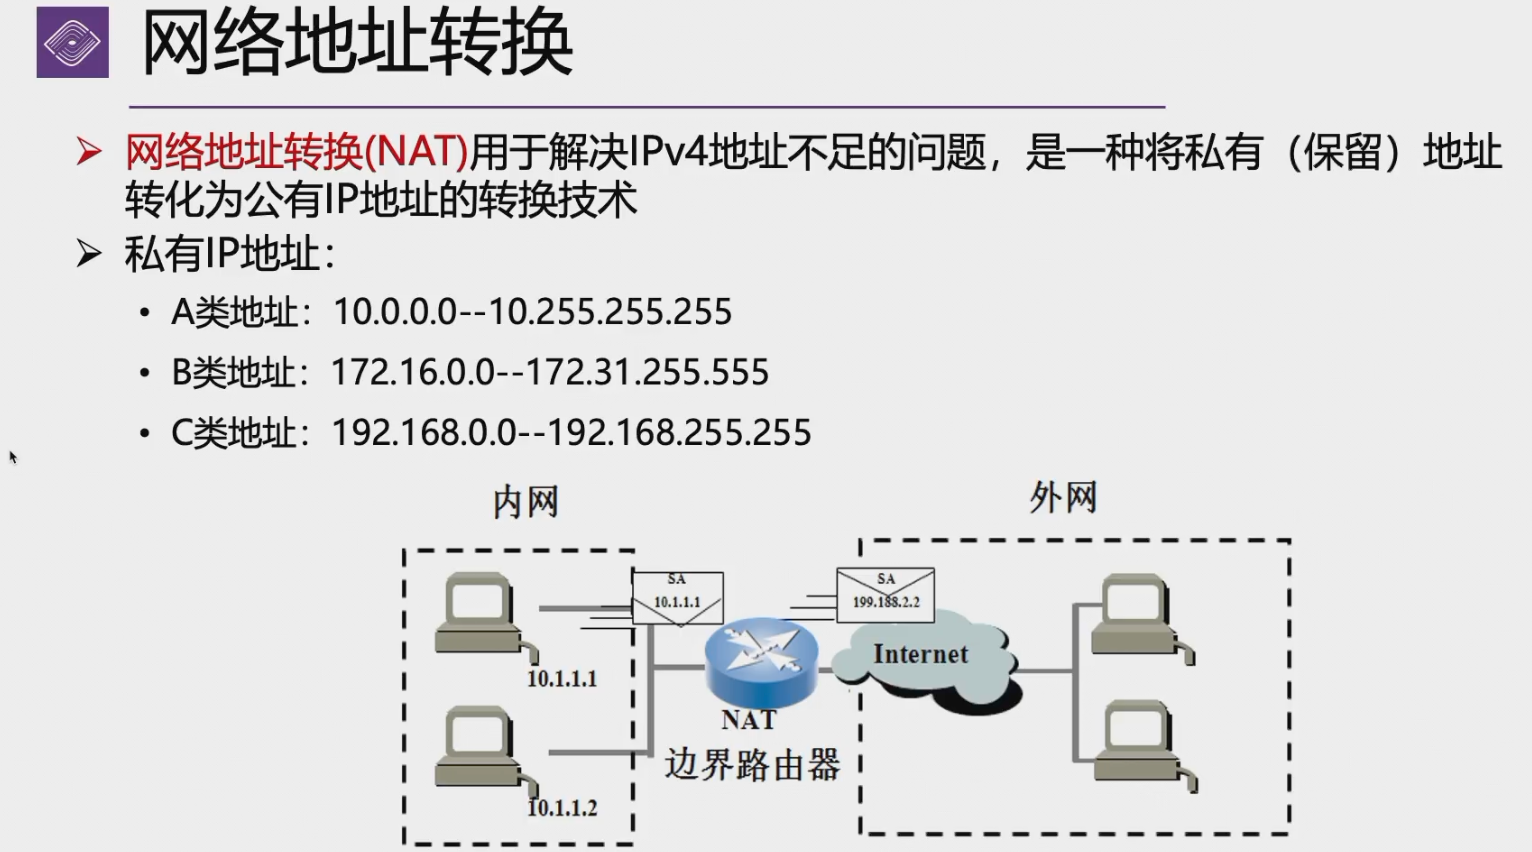 网络地址转换
网络地址转换(NAT)用于解决IPv4地址不足的问题，是一种将私有（保留）地址
转化为公有IP地址的转换技术
私有IP地址：
A类地址：10.0.0.0--10.255.255.255
B类地址：172.16.0.0--172.31.255.555
C类地址：192.168.0.0--192.168.255.255
内网
外网
SA
10.1.1.1
SA
199.188.2.2
Internet
10.1.1.1
NAT
边界路由器
10.1.1.2